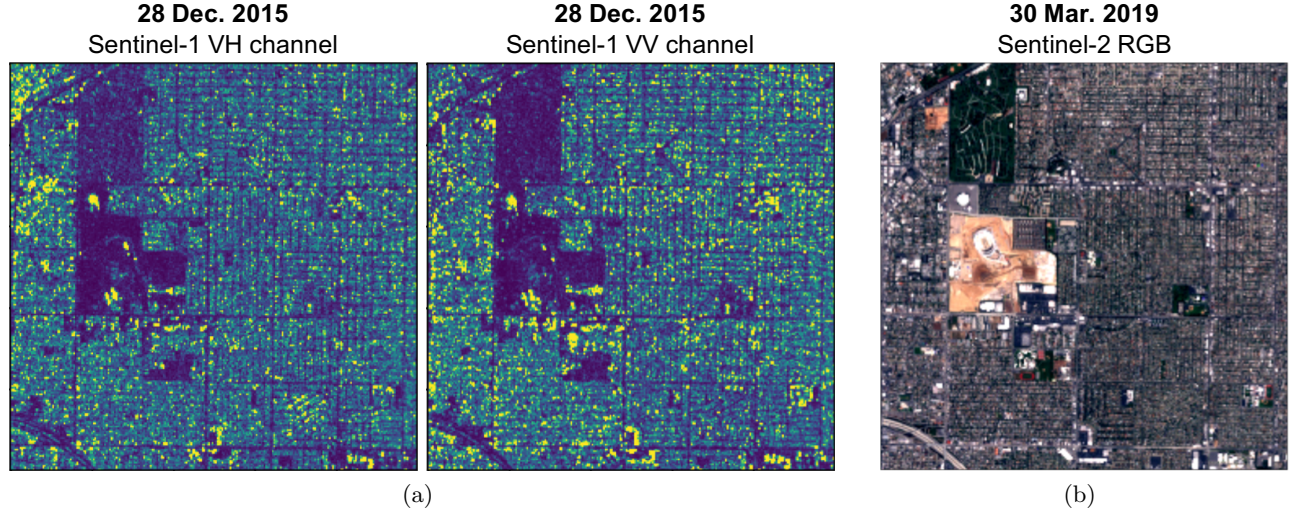 28 Dec. 2015
Sentinel-1 VH channel
28 Dec. 2015
Sentinel-1 VV channel
30 Mar. 2019
Sentinel-2 RGB
(a)
(b)